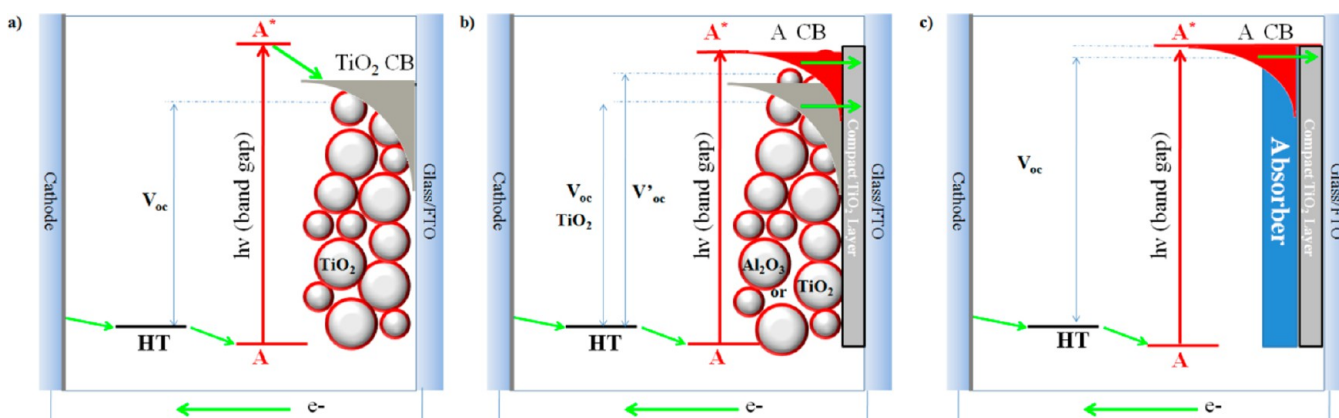 a)
A*
TiO₂ CB
Cathode
Voc
hν (band gap)
TiO₂
Glass/FTO
HT
A
e-
b)
A*
A CB
Cathode
Voc
TiO₂
V'oc
hν (band gap)
Al₂O₃
or
TiO₂
Compact TiO₂ Layer
Glass/FTO
HT
A
e-
c)
A*
A CB
Cathode
Voc
hν (band gap)
Absorber
Compact TiO₂ Layer
Glass/FTO
HT
A
e-